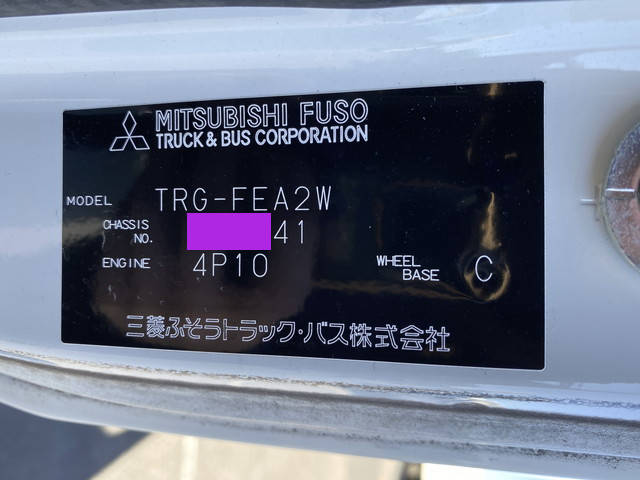 MITSUBISHI FUSO
TRUCK & BUS CORPORATION
MODEL TRG-FEA2W
CHASSIS NO. 41
ENGINE 4P10 WHEEL BASE C
三菱ふそうトラック・バス株式会社